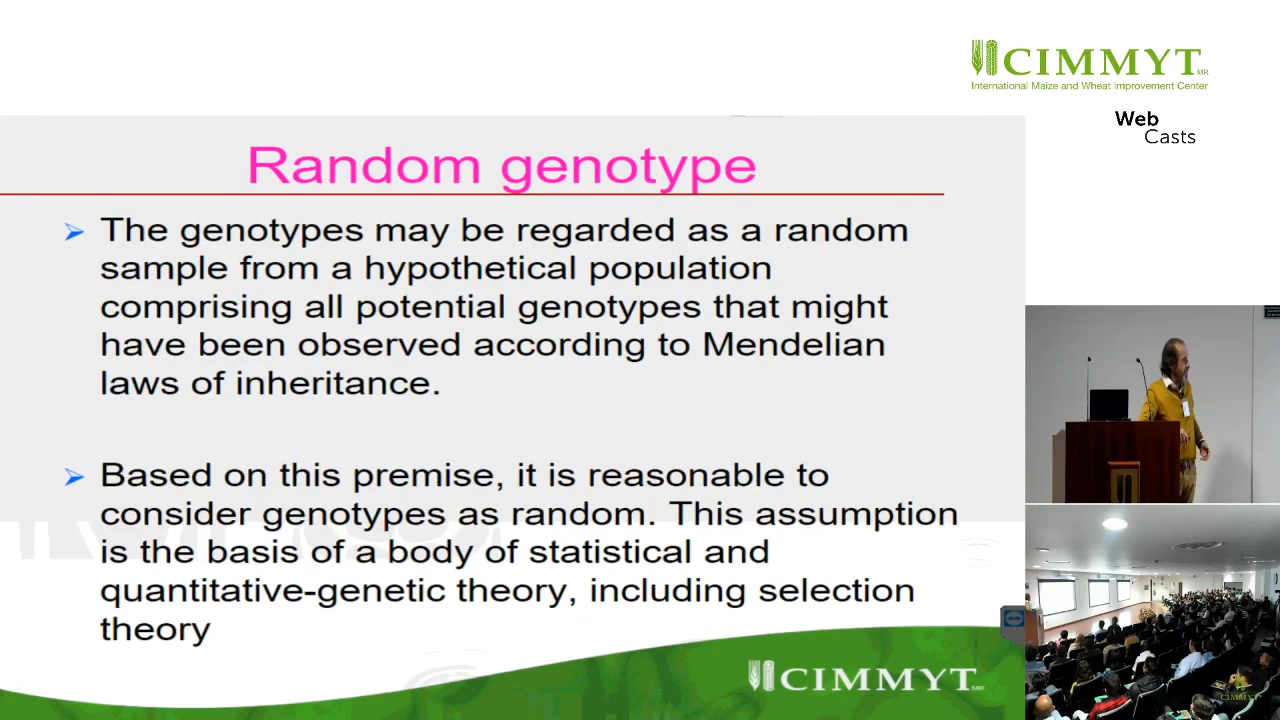 CIMMYT MR
International Maize and Wheat Improvement Center
Web
Casts
Random genotype
The genotypes may be regarded as a random
sample from a hypothetical population
comprising all potential genotypes that might
have been observed according to Mendelian
laws of inheritance.
Based on this premise, it is reasonable to
consider genotypes as random. This assumption
is the basis of a body of statistical and
quantitative-genetic theory, including selection
theory
CIMMYT MR
CIMMYT